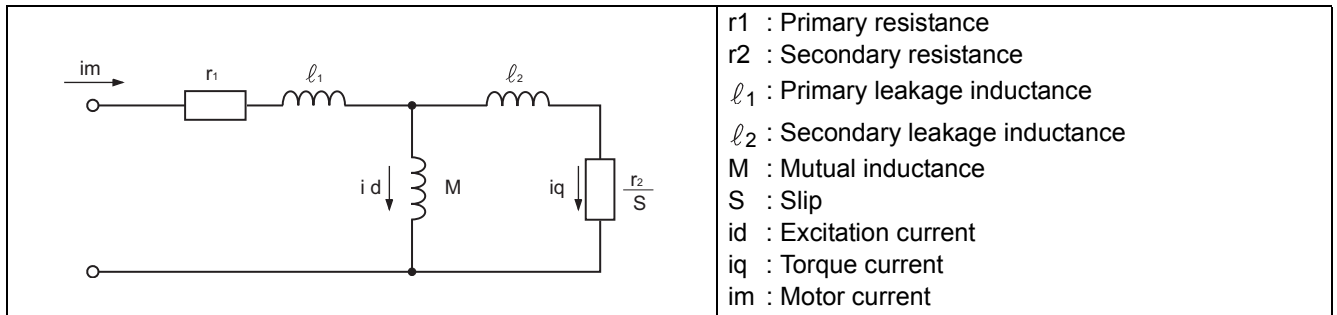 im
r1
ℓ1
ℓ2
i d
M
iq
r2
S
r1 : Primary resistance
r2 : Secondary resistance
ℓ1 : Primary leakage inductance
ℓ2 : Secondary leakage inductance
M : Mutual inductance
S : Slip
id : Excitation current
iq : Torque current
im : Motor current